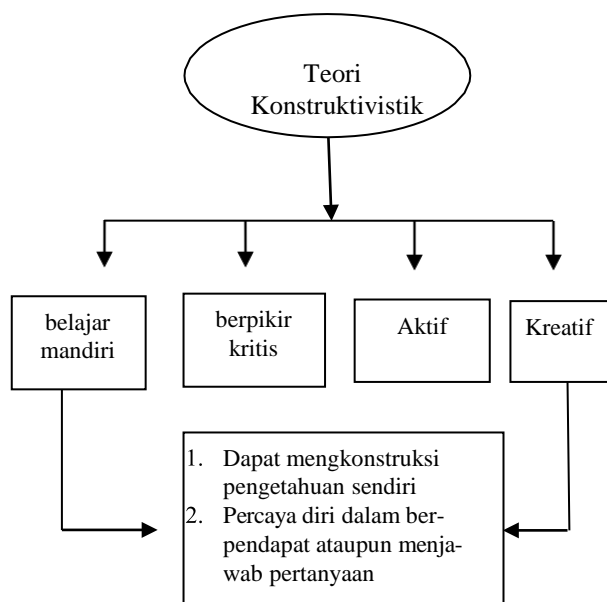 Teori
Konstruktivistik
belajar
mandiri
berpikir
kritis
Aktif
Kreatif
1. Dapat mengkonstruksi
pengetahuan sendiri
2. Percaya diri dalam ber-
pendapat ataupun menja-
wab pertanyaan